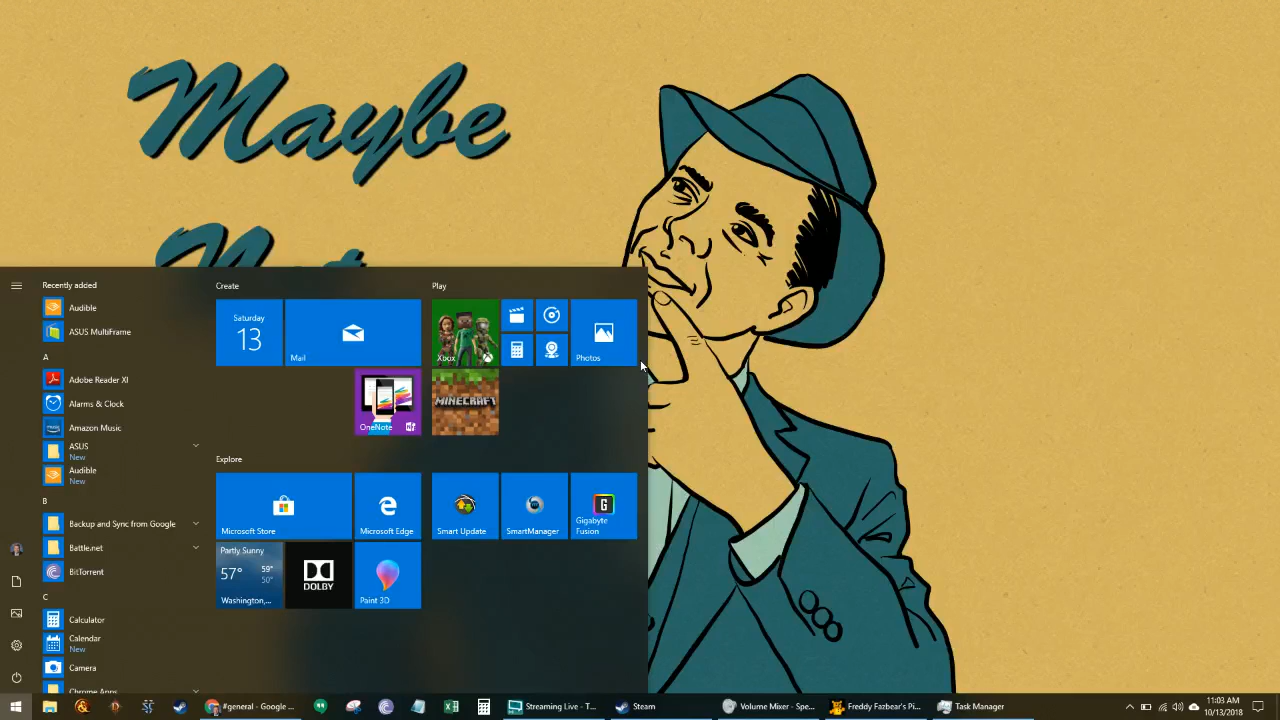 Maybe
Not
Recently added
Audible
ASUS MultiFrame
A
Adobe Reader XI
Alarms & Clock
Amazon Music
ASUS
New
Audible
New
B
Backup and Sync from Google
Battle.net
BitTorrent
C
Calculator
Calendar
New
Camera
Chrome Apps
Create
Saturday
13
Mail
OneNote
Play
Xbox
Photos
MINECRAFT
Explore
Microsoft Store
Microsoft Edge
Smart Update
SmartManager
G
Gigabyte
Fusion
Partly Sunny
57° 59°
50°
Washington,...
DOLBY
Paint 3D
#general - Google ...
Streaming Live - T...
Steam
Volume Mixer - Spe...
Freddy Fazbear's Pi...
Task Manager
11:03 AM
10/13/2018